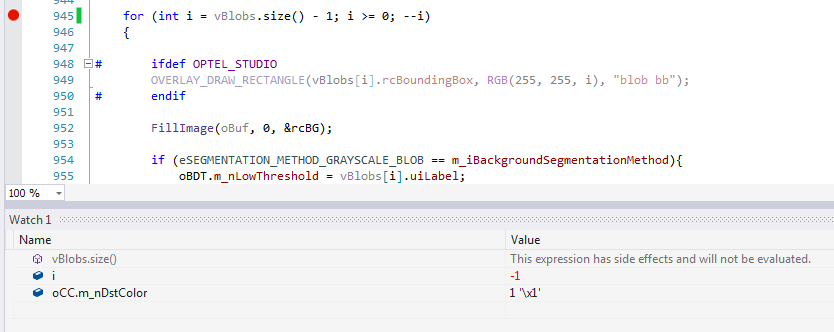 944
945 for (int i = vBlobs.size() - 1; i >= 0; --i)
946 {
947
948 # ifdef OPTEL_STUDIO
949 OVERLAY_DRAW_RECTANGLE(vBlobs[i].rcBoundingBox, RGB(255, 255, i), "blob bb");
950 # endif
951
952 FillImage(oBuf, 0, &rcBG);
953
954 if (eSEGMENTATION_METHOD_GRAYSCALE_BLOB == m_iBackgroundSegmentationMethod){
955 oBDT.m_nLowThreshold = vBlobs[i].uiLabel;
100 %
Watch 1
Name Value
vBlobs.size() This expression has side effects and will not be evaluated.
i -1
oCC.m_nDstColor 1 '\x1'